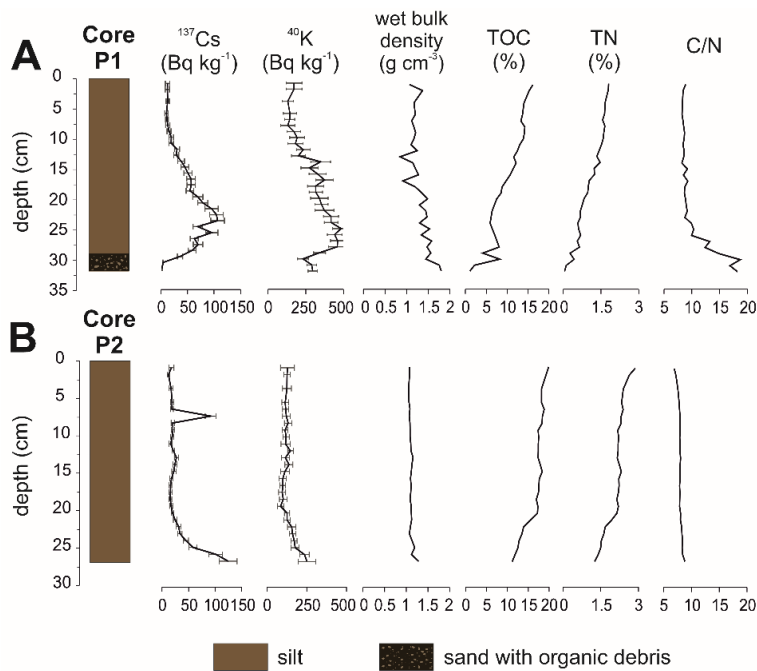 A
Core
P1
¹³⁷Cs
(Bq kg⁻¹)
⁴⁰K
(Bq kg⁻¹)
wet bulk
density
(g cm⁻³)
TOC
(%)
TN
(%)
C/N
depth (cm)
0
5
10
15
20
25
30
35
0 50 100 150
0 250 500
0 0.5 1 1.5 2
0 5 10 15 20
0 1.5 3
5 10 15 20
B
Core
P2
depth (cm)
0
5
10
15
20
25
30
0 50 100 150
0 250 500
0 0.5 1 1.5 2
0 5 10 15 20
0 1.5 3
5 10 15 20
silt
sand with organic debris